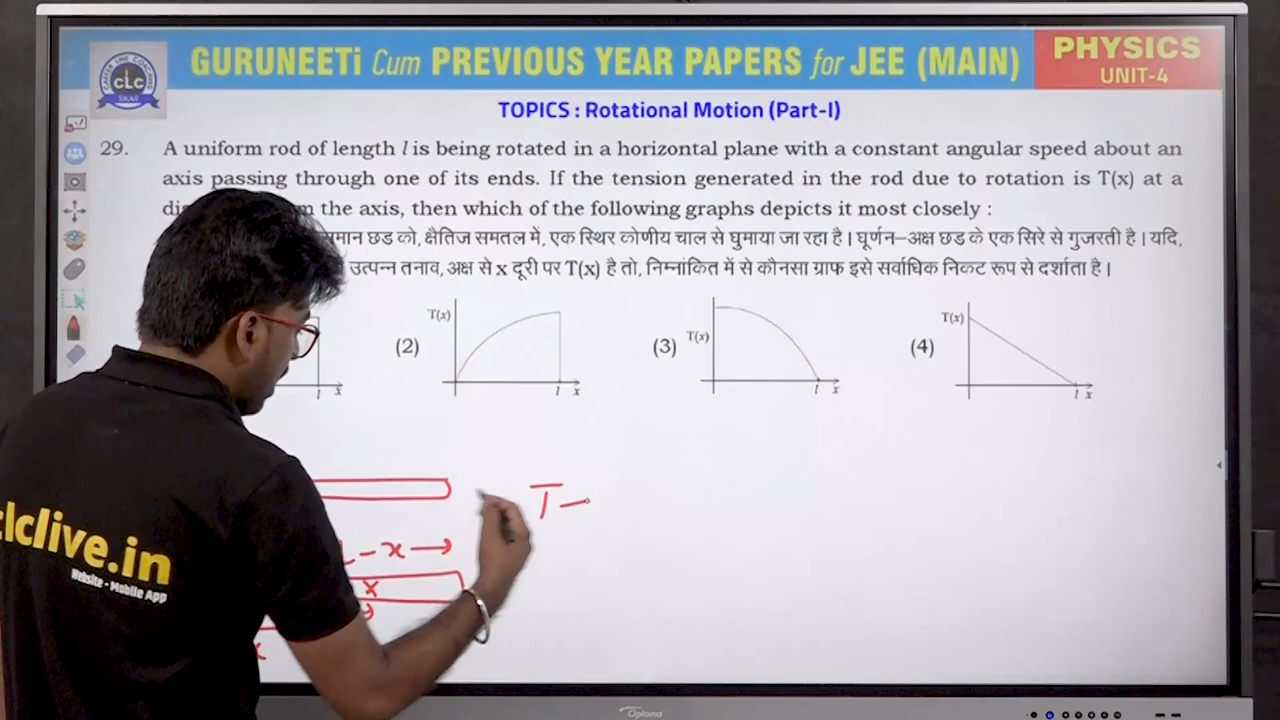 GURUNEETi Cum PREVIOUS YEAR PAPERS for JEE (MAIN)
PHYSICS
UNIT-4
CLC
SIKAR
TOPICS : Rotational Motion (Part-I)
29. A uniform rod of length l is being rotated in a horizontal plane with a constant angular speed about an
axis passing through one of its ends. If the tension generated in the rod due to rotation is T(x) at a
the axis, then which of the following graphs depicts it most closely :
छड को, क्षैतिज समतल में, एक स्थिर कोणीय चाल से घुमाया जा रहा है। घूर्णन–अक्ष छड के एक सिरे से गुजरती है। यदि,
उत्पन्न तनाव, अक्ष से x दूरी पर T(x) है तो, निम्नांकित में से कौनसा ग्राफ इसे सर्वाधिक निकट रूप से दर्शाता है।
l x
(2) T(x) l x
(3) T(x) l x
(4) T(x) l x
T –
– x →
x
x
clclive.in
Website - Mobile App
Optoma